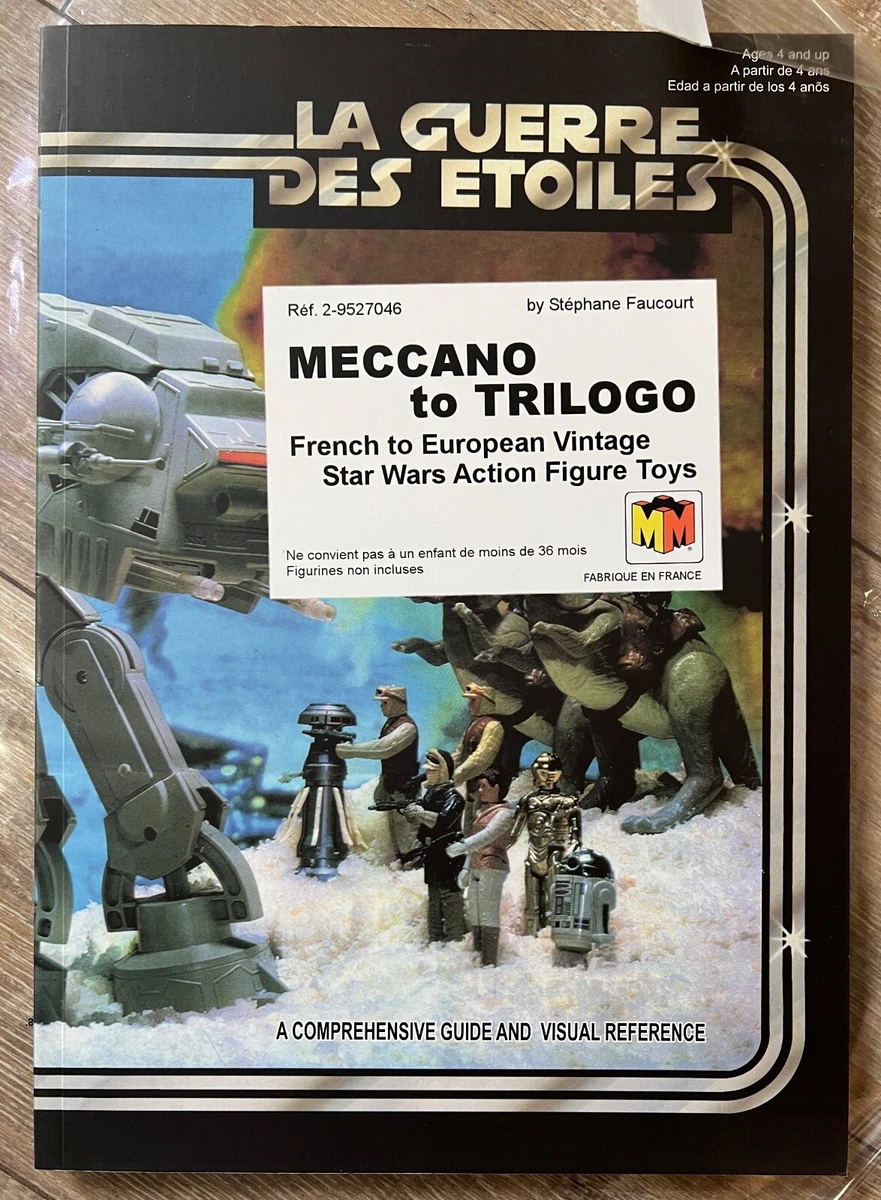 Ages 4 and up
A partir de 4 ans
Edad a partir de los 4 anõs
LA GUERRE
DES ETOILES
Réf. 2-9527046
by Stéphane Faucourt
MECCANO
to TRILOGO
French to European Vintage
Star Wars Action Figure Toys
MM
Ne convient pas à un enfant de moins de 36 mois
Figurines non incluses
FABRIQUE EN FRANCE
A COMPREHENSIVE GUIDE AND VISUAL REFERENCE